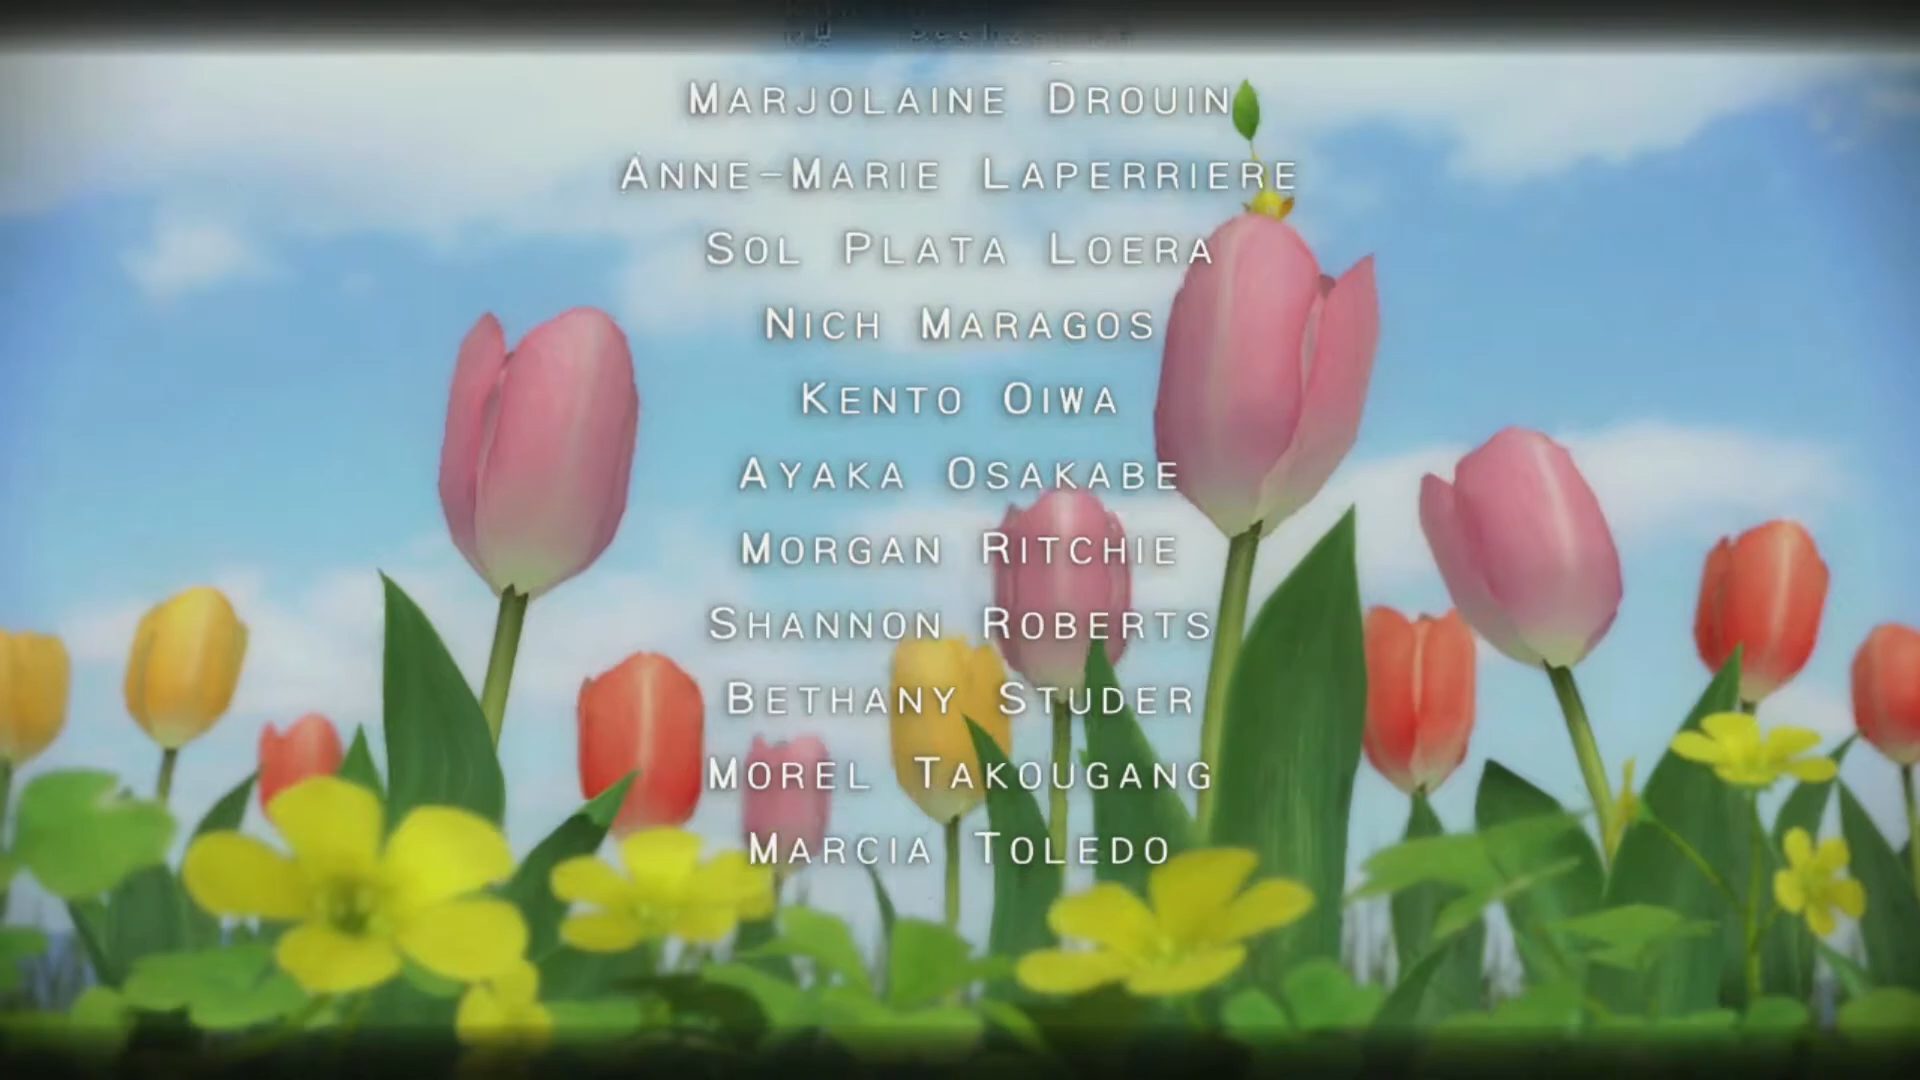 Marjolaine Drouin
Anne-Marie Laperriere
Sol Plata Loera
Nich Maragos
Kento Oiwa
Ayaka Osakabe
Morgan Ritchie
Shannon Roberts
Bethany Studer
Morel Takougang
Marcia Toledo